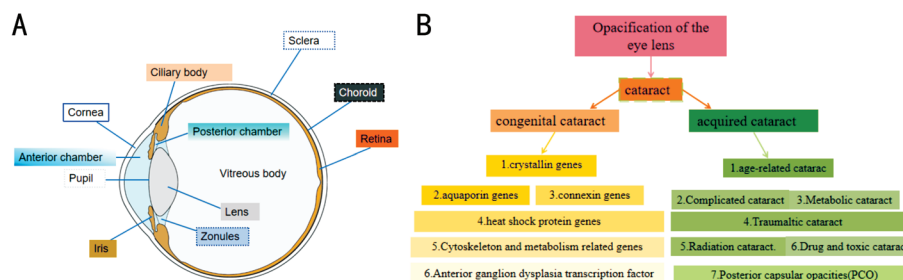 A
Sclera
Ciliary body
Choroid
Cornea
Posterior chamber
Retina
Anterior chamber
Pupil
Vitreous body
Lens
Iris
Zonules
B
Opacification of
the eye lens
cataract
congenital cataract
acquired cataract
1.crystallin genes
1.age-related catarac
2.aquaporin genes
3.connexin genes
2.Complicated cataract
3.Metabolic cataract
4.heat shock protein genes
4.Traumaltic cataract
5.Cytoskeleton and metabolism related genes
5.Radiation cataract.
6.Drug and toxic catarac
6.Anterior ganglion dysplasia transcription factor
7.Posterior capsular opacities(PCO)